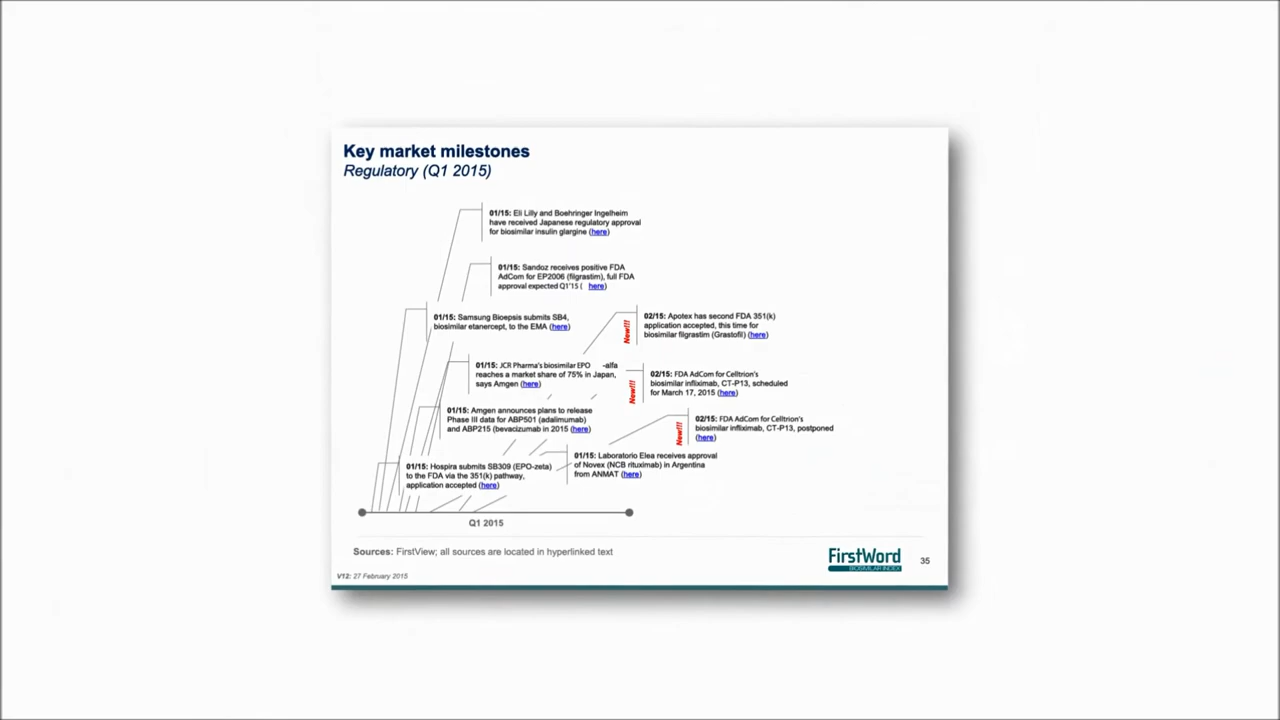 Key market milestones
Regulatory (Q1 2015)
01/15: Eli Lilly and Boehringer Ingelheim
have received Japanese regulatory approval
for biosimilar insulin glargine (here)
01/15: Sandoz receives positive FDA
AdCom for EP2006 (filgrastim), full FDA
approval expected Q1'15 ( here)
01/15: Samsung Bioepsis submits SB4,
biosimilar etanercept, to the EMA (here)
New!!!
02/15: Apotex has second FDA 351(k)
application accepted, this time for
biosimilar filgrastim (Grastofil) (here)
01/15: JCR Pharma's biosimilar EPO -alfa
reaches a market share of 75% in Japan,
says Amgen (here)
New!!!
02/15: FDA AdCom for Celltrion's
biosimilar infliximab, CT-P13, scheduled
for March 17, 2015 (here)
01/15: Amgen announces plans to release
Phase III data for ABP501 (adalimumab)
and ABP215 (bevacizumab in 2015 (here)
New!!!
02/15: FDA AdCom for Celltrion's
biosimilar infliximab, CT-P13, postponed
(here)
01/15: Hospira submits SB309 (EPO-zeta)
to the FDA via the 351(k) pathway,
application accepted (here)
01/15: Laboratorio Elea receives approval
of Novex (NCB rituximab) in Argentina
from ANMAT (here)
Q1 2015
Sources: FirstView; all sources are located in hyperlinked text
FirstWord
BIOSIMILAR INDEX
35
V12: 27 February 2015